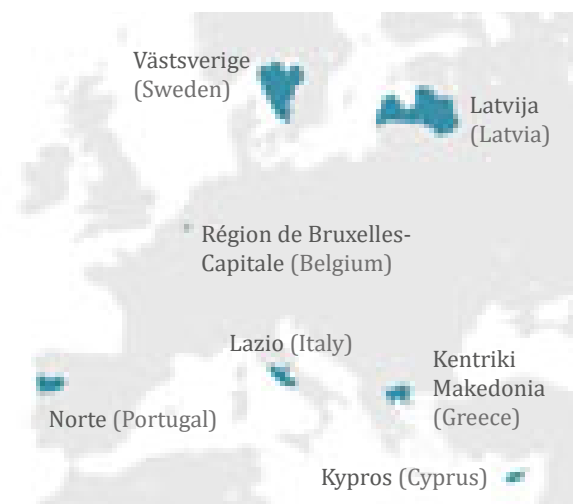 Västsverige
(Sweden)
Latvija
(Latvia)
Région de Bruxelles-
Capitale (Belgium)
Lazio (Italy)
Kentriki
Makedonia
(Greece)
Norte (Portugal)
Kypros (Cyprus)